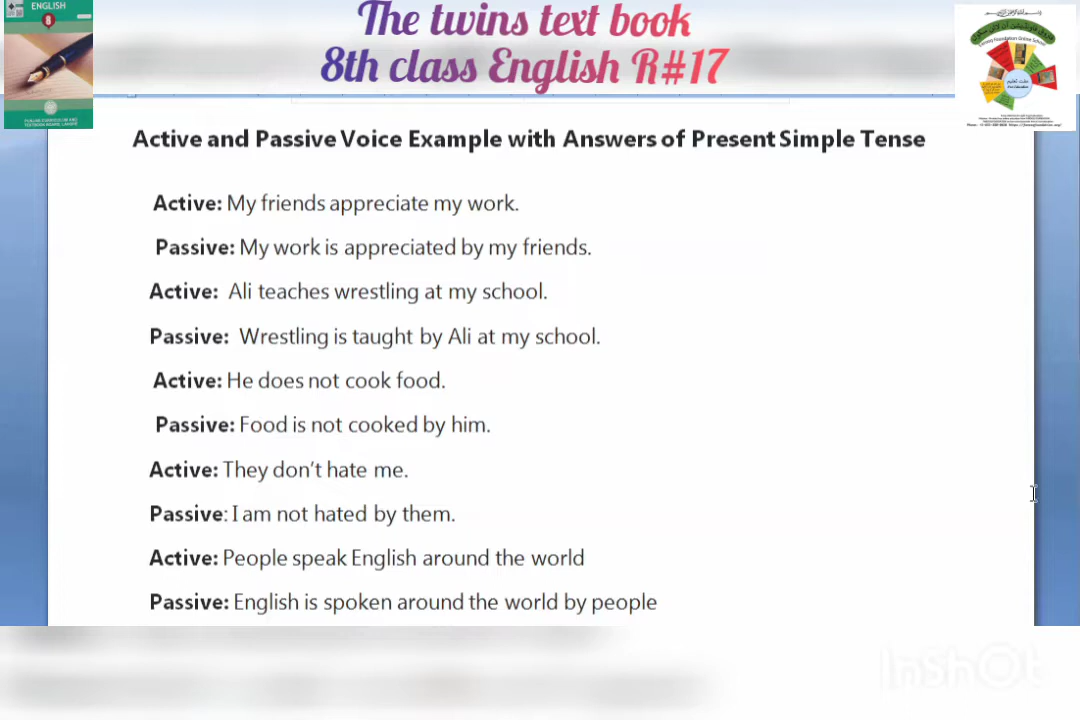 ENGLISH
8
The twins text book
8th class English R#17
Active and Passive Voice Example with Answers of Present Simple Tense
Active: My friends appreciate my work.
Passive: My work is appreciated by my friends.
Active: Ali teaches wrestling at my school.
Passive: Wrestling is taught by Ali at my school.
Active: He does not cook food.
Passive: Food is not cooked by him.
Active: They don't hate me.
Passive: I am not hated by them.
Active: People speak English around the world
Passive: English is spoken around the world by people
InShOt